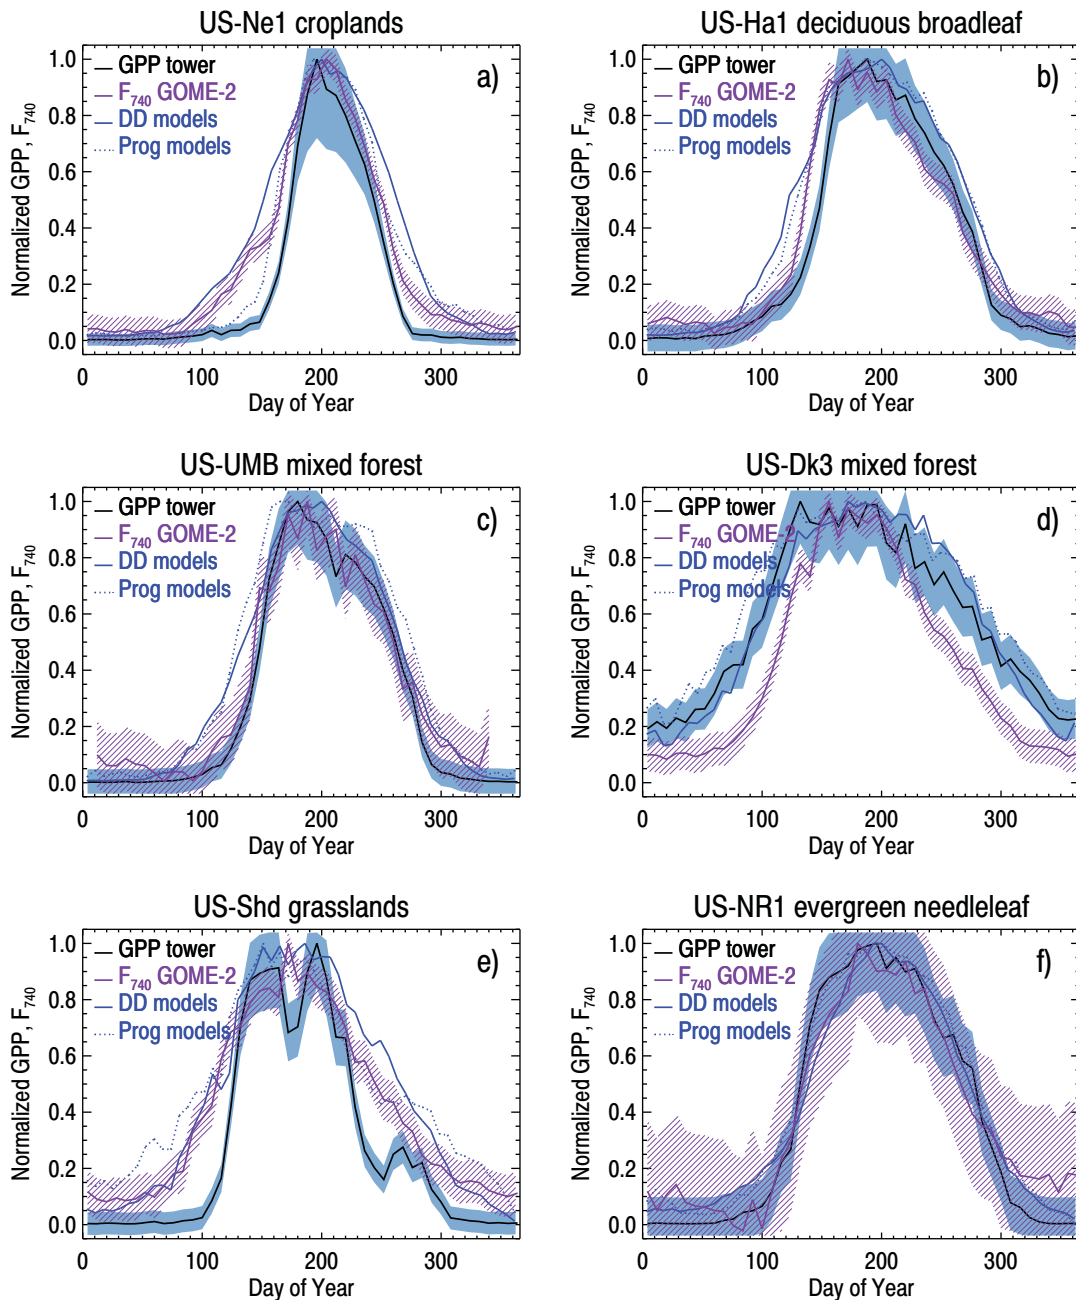 US-Ne1 croplands
GPP tower
F740 GOME-2
DD models
Prog models
a)
Normalized GPP, F740
1.0
0.8
0.6
0.4
0.2
0.0
0 100 200 300
Day of Year
US-Ha1 deciduous broadleaf
GPP tower
F740 GOME-2
DD models
Prog models
b)
Normalized GPP, F740
1.0
0.8
0.6
0.4
0.2
0.0
0 100 200 300
Day of Year
US-UMB mixed forest
GPP tower
F740 GOME-2
DD models
Prog models
c)
Normalized GPP, F740
1.0
0.8
0.6
0.4
0.2
0.0
0 100 200 300
Day of Year
US-Dk3 mixed forest
GPP tower
F740 GOME-2
DD models
Prog models
d)
Normalized GPP, F740
1.0
0.8
0.6
0.4
0.2
0.0
0 100 200 300
Day of Year
US-Shd grasslands
GPP tower
F740 GOME-2
DD models
Prog models
e)
Normalized GPP, F740
1.0
0.8
0.6
0.4
0.2
0.0
0 100 200 300
Day of Year
US-NR1 evergreen needleleaf
GPP tower
F740 GOME-2
DD models
Prog models
f)
Normalized GPP, F740
1.0
0.8
0.6
0.4
0.2
0.0
0 100 200 300
Day of Year